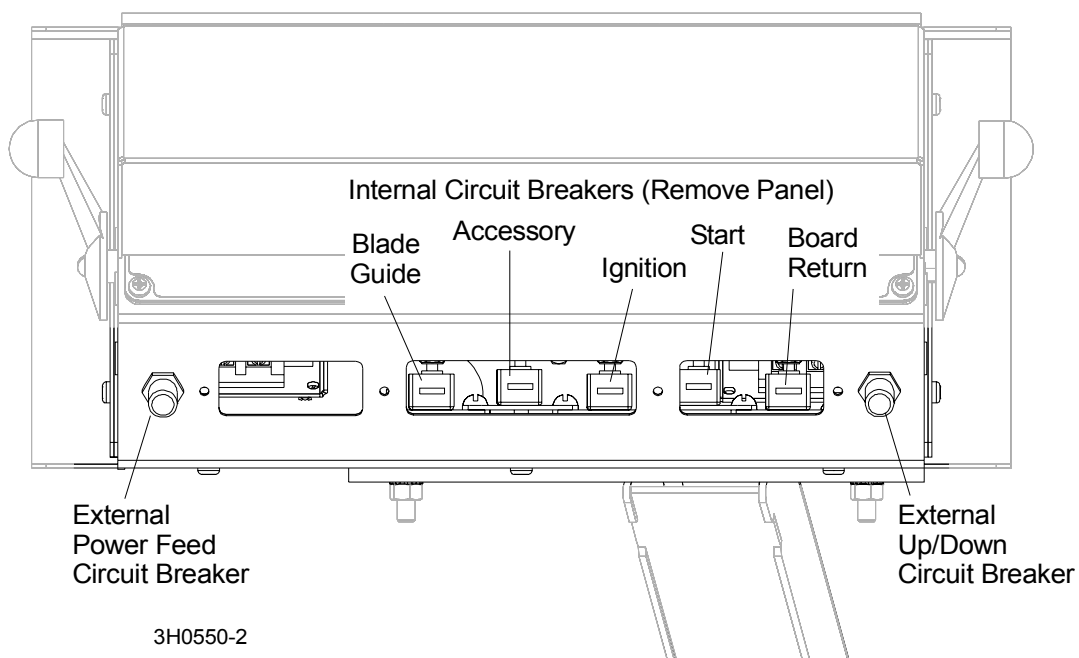 Internal Circuit Breakers (Remove Panel)
Blade
Guide
Accessory
Ignition
Start
Board
Return
External
Power Feed
Circuit Breaker
External
Up/Down
Circuit Breaker
3H0550-2